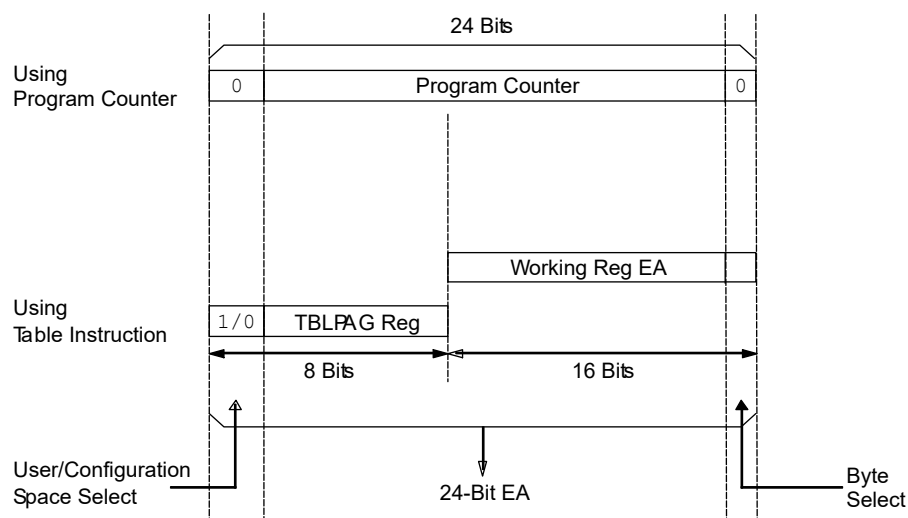 24 Bits
Using
Program Counter
0
Program Counter
0
Working Reg EA
Using
Table Instruction
1/0
TBLPAG Reg
8 Bits
16 Bits
User/Configuration
Space Select
24-Bit EA
Byte
Select